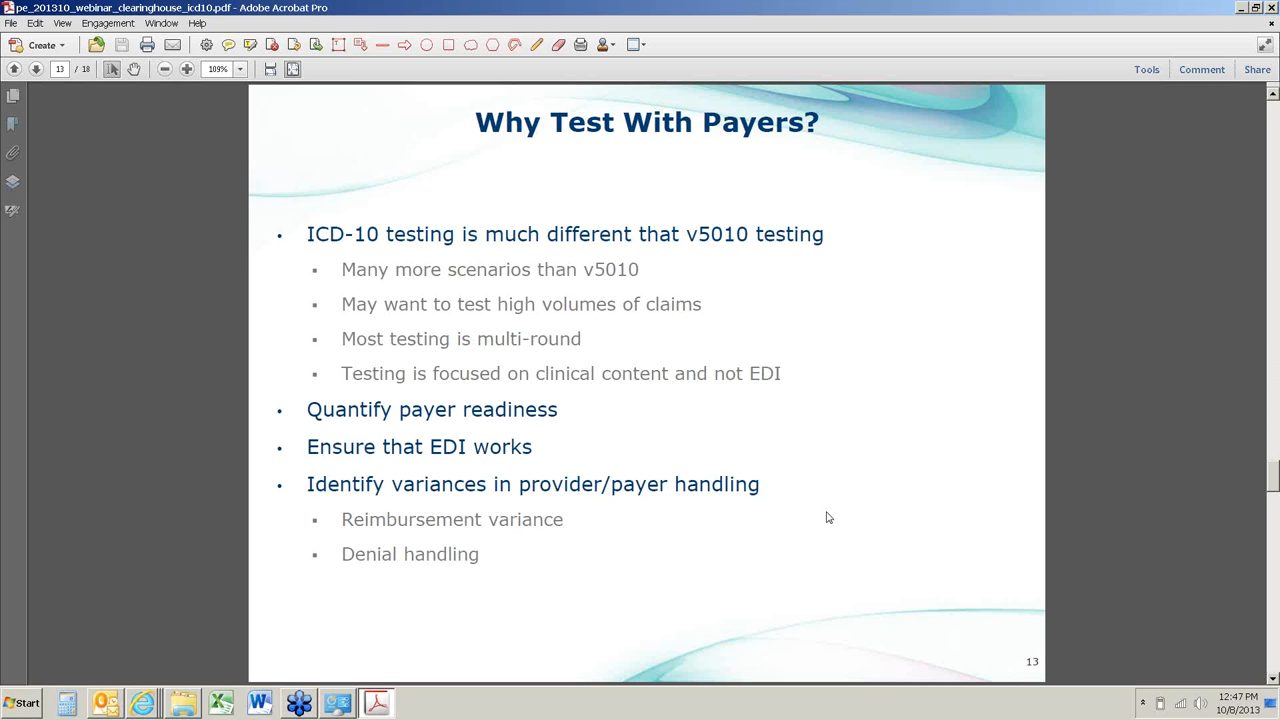 pe_201310_webinar_clearinghouse_icd10.pdf - Adobe Acrobat Pro
File Edit View Engagement Window Help
Create
13 / 18 109% Tools Comment Share
Why Test With Payers?
• ICD-10 testing is much different that v5010 testing
▪ Many more scenarios than v5010
▪ May want to test high volumes of claims
▪ Most testing is multi-round
▪ Testing is focused on clinical content and not EDI
• Quantify payer readiness
• Ensure that EDI works
• Identify variances in provider/payer handling
▪ Reimbursement variance
▪ Denial handling
13
Start
12:47 PM
10/8/2013